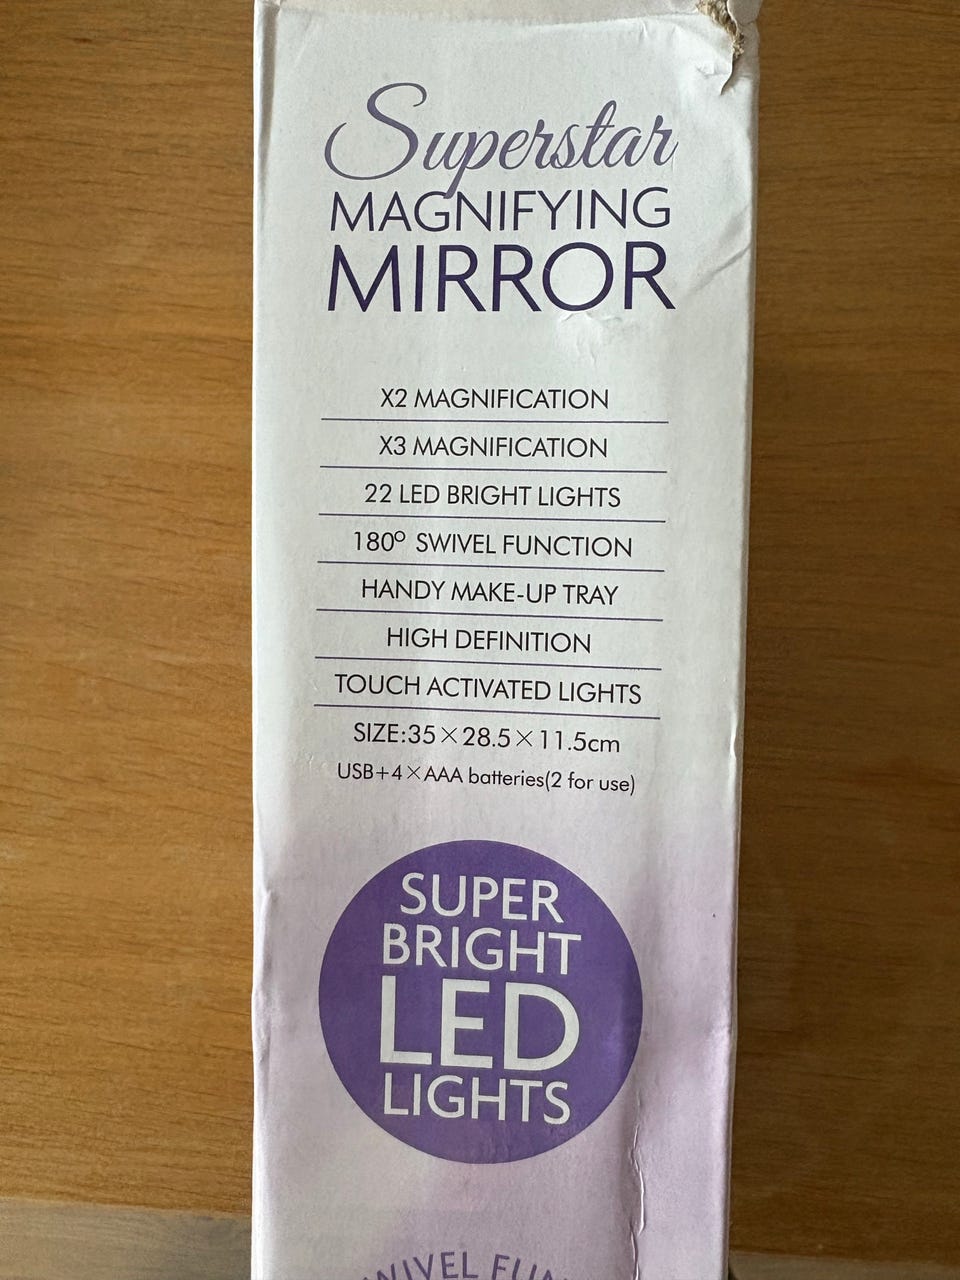 Superstar
MAGNIFYING
MIRROR
X2 MAGNIFICATION
X3 MAGNIFICATION
22 LED BRIGHT LIGHTS
180° SWIVEL FUNCTION
HANDY MAKE-UP TRAY
HIGH DEFINITION
TOUCH ACTIVATED LIGHTS
SIZE:35×28.5×11.5cm
USB+4×AAA batteries(2 for use)
SUPER
BRIGHT
LED
LIGHTS